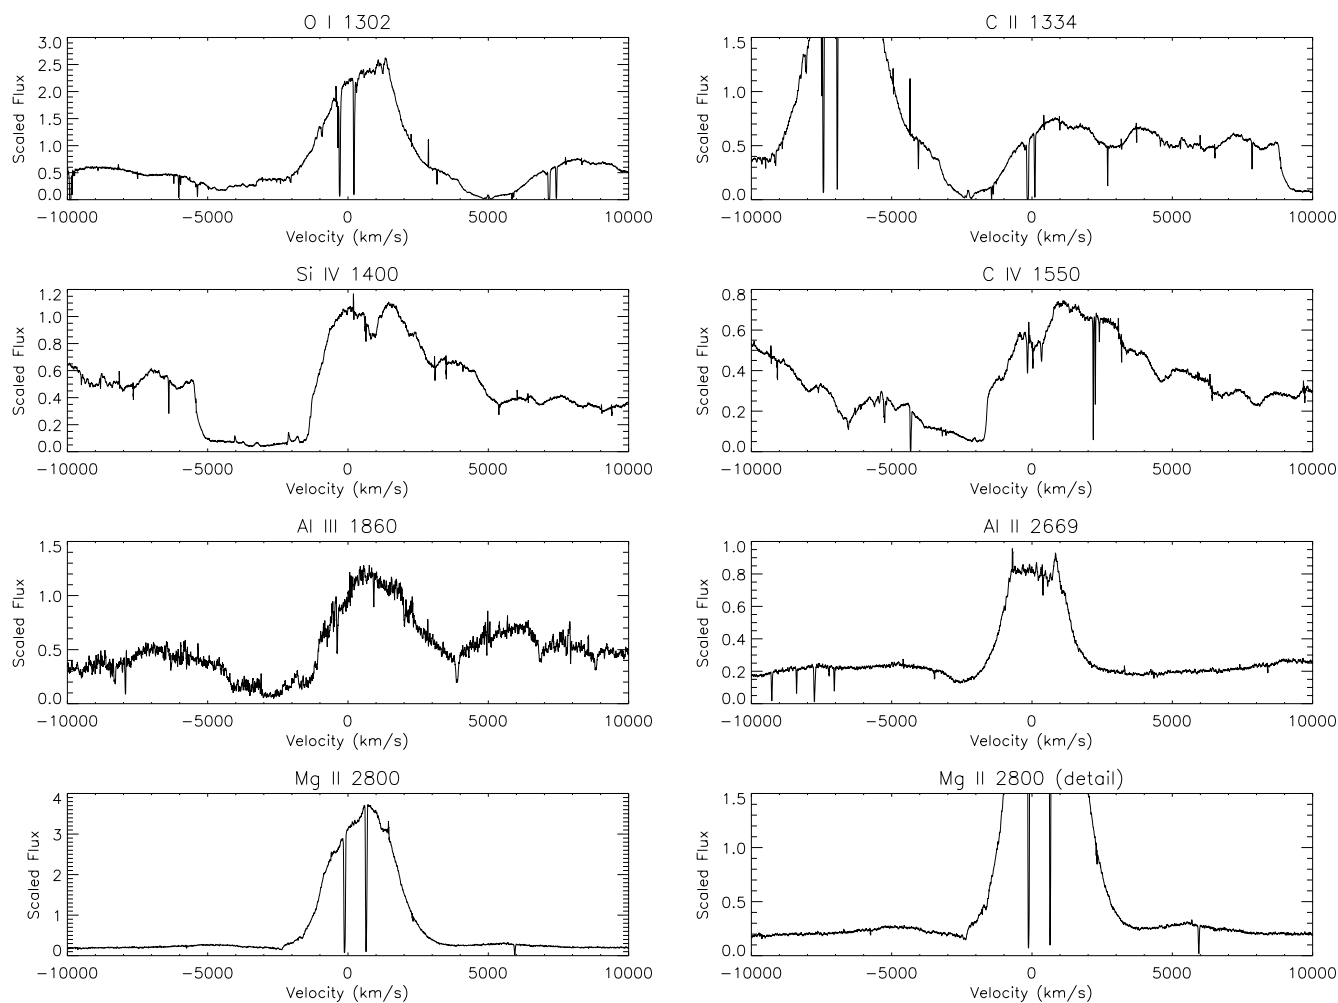 O I 1302
3.0
2.5
2.0
1.5
1.0
0.5
0.0
Scaled Flux
−10000 −5000 0 5000 10000
Velocity (km/s)
C II 1334
1.5
1.0
0.5
0.0
Scaled Flux
−10000 −5000 0 5000 10000
Velocity (km/s)
Si IV 1400
1.2
1.0
0.8
0.6
0.4
0.2
0.0
Scaled Flux
−10000 −5000 0 5000 10000
Velocity (km/s)
C IV 1550
0.8
0.6
0.4
0.2
0.0
Scaled Flux
−10000 −5000 0 5000 10000
Velocity (km/s)
Al III 1860
1.5
1.0
0.5
0.0
Scaled Flux
−10000 −5000 0 5000 10000
Velocity (km/s)
Al II 2669
1.0
0.8
0.6
0.4
0.2
0.0
Scaled Flux
−10000 −5000 0 5000 10000
Velocity (km/s)
Mg II 2800
4
3
2
1
0
Scaled Flux
−10000 −5000 0 5000 10000
Velocity (km/s)
Mg II 2800 (detail)
1.5
1.0
0.5
0.0
Scaled Flux
−10000 −5000 0 5000 10000
Velocity (km/s)